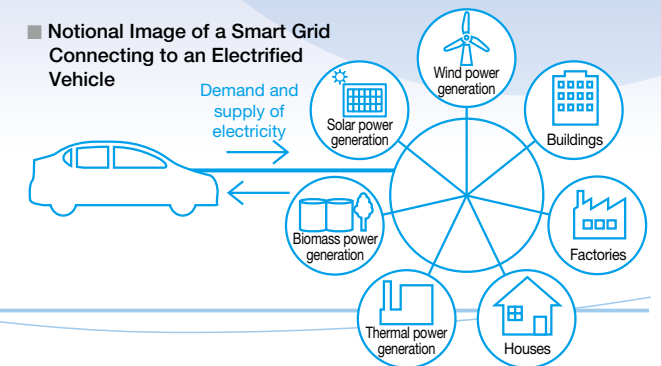 Notional Image of a Smart Grid
Connecting to an Electrified
Vehicle
Demand and
supply of
electricity
Wind power
generation
Solar power
generation
Buildings
Biomass power
generation
Factories
Thermal power
generation
Houses